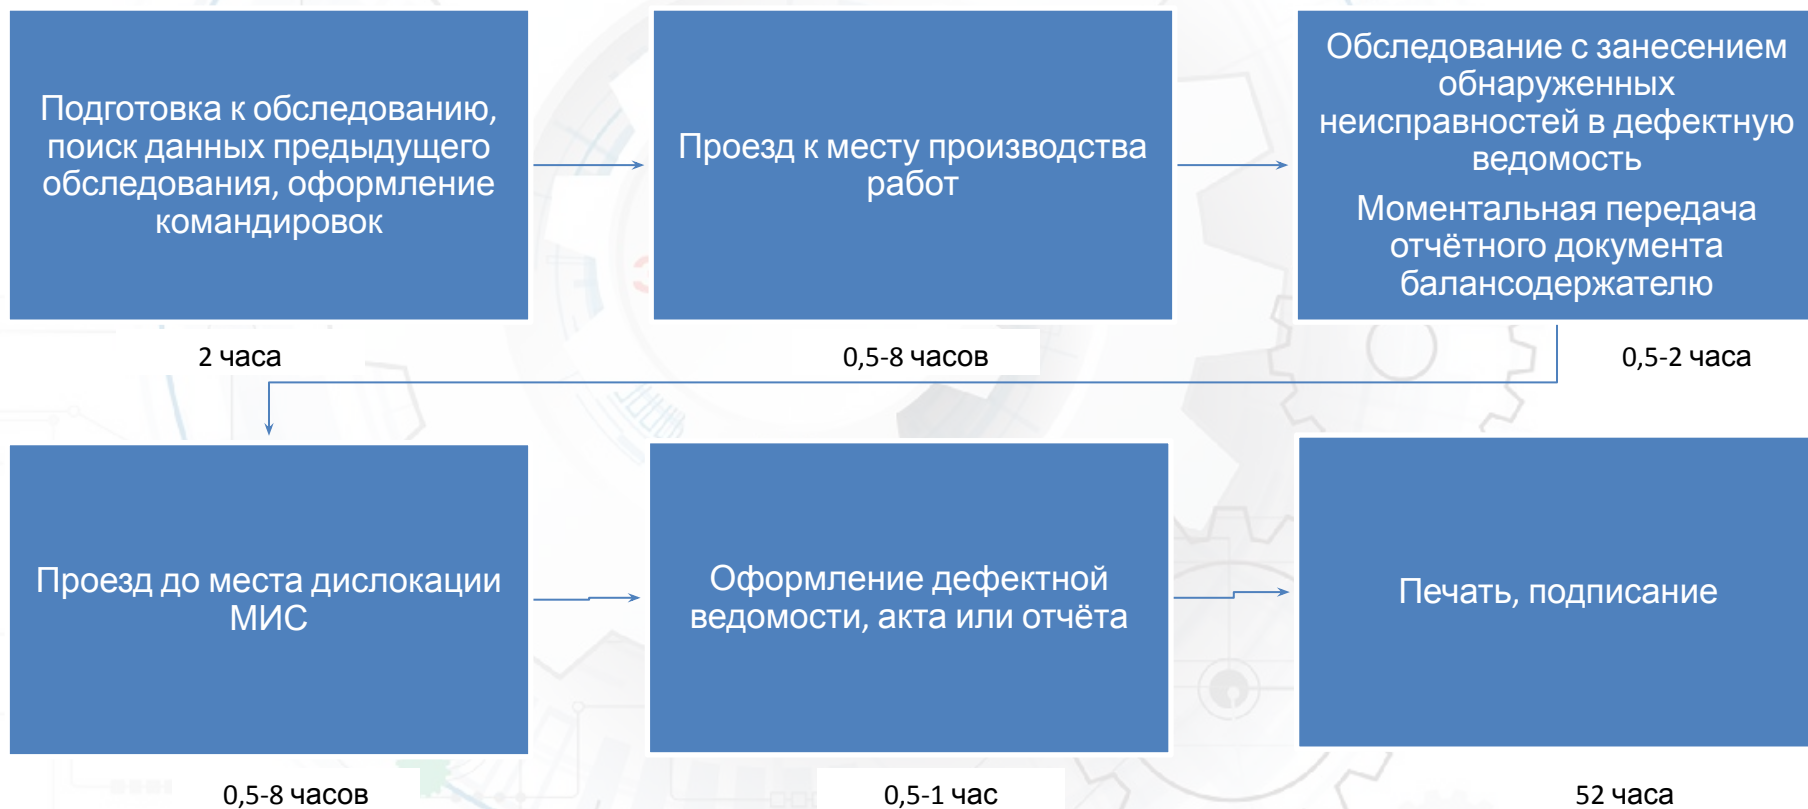 Подготовка к обследованию,
поиск данных предыдущего
обследования, оформление
командировок
Проезд к месту производства
работ
Обследование с занесением
обнаруженных
неисправностей в дефектную
ведомость
Моментальная передача
отчётного документа
балансодержателю
2 часа
0,5-8 часов
0,5-2 часа
Проезд до места дислокации
МИС
Оформление дефектной
ведомости, акта или отчёта
Печать, подписание
0,5-8 часов
0,5-1 час
52 часа